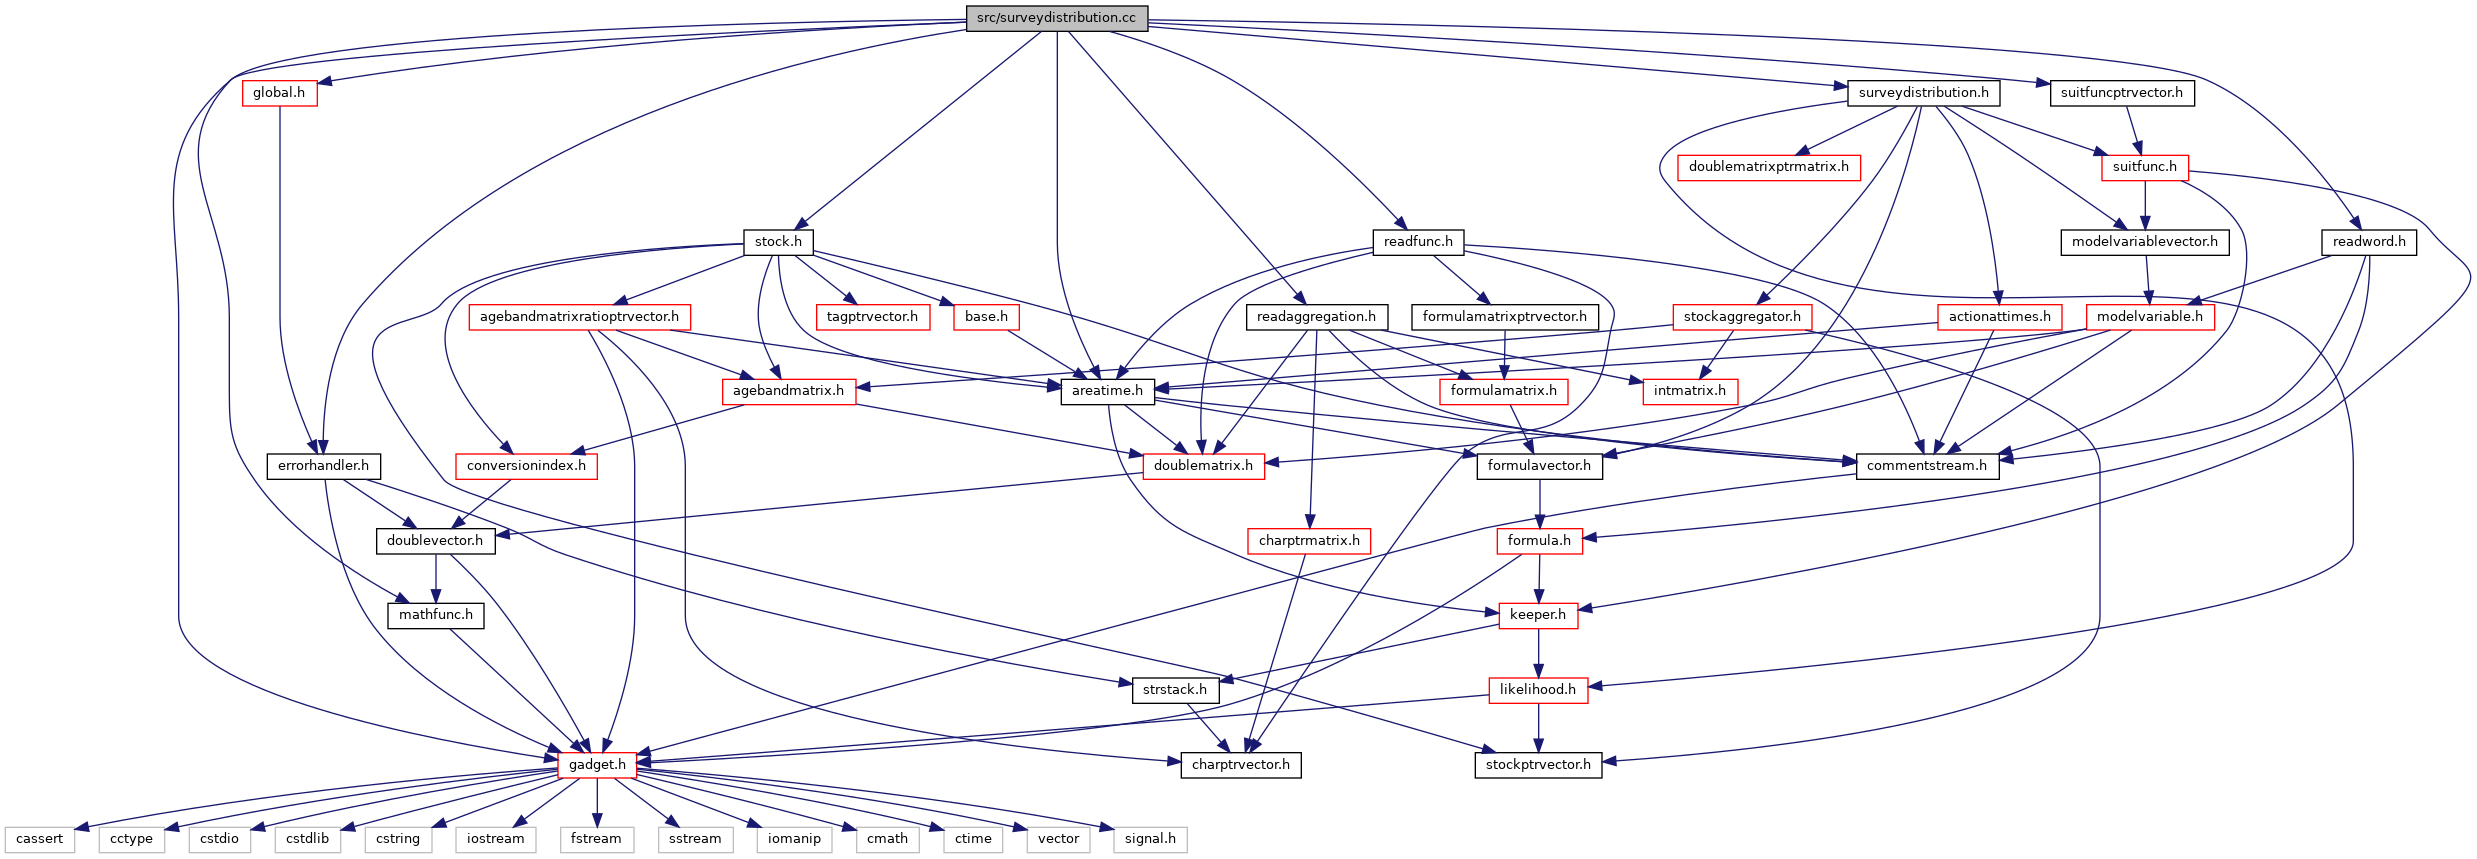 src/surveydistribution.cc
global.h
surveydistribution.h
suitfuncptrvector.h
doublematrixptrmatrix.h
suitfunc.h
stock.h
readfunc.h
modelvariablevector.h
readword.h
agebandmatrixratioptrvector.h
tagptrvector.h
base.h
readaggregation.h
formulamatrixptrvector.h
stockaggregator.h
actionattimes.h
modelvariable.h
agebandmatrix.h
areatime.h
formulamatrix.h
intmatrix.h
errorhandler.h
conversionindex.h
doublematrix.h
formulavector.h
commentstream.h
doublevector.h
charptrmatrix.h
formula.h
mathfunc.h
keeper.h
strstack.h
likelihood.h
gadget.h
charptrvector.h
stockptrvector.h
cassert
cctype
cstdio
cstdlib
cstring
iostream
fstream
sstream
iomanip
cmath
ctime
vector
signal.h